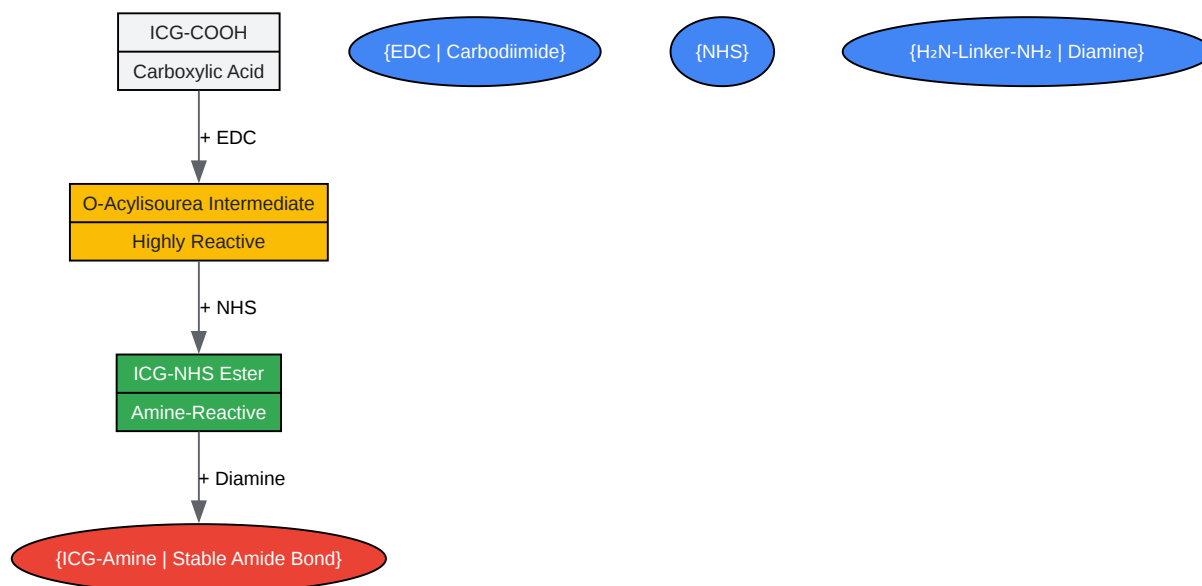 ICG-COOH
Carboxylic Acid
{EDC | Carbodiimide}
{NHS}
{H₂N-Linker-NH₂ | Diamine}
+ EDC
O-Acylisourea Intermediate
Highly Reactive
+ NHS
ICG-NHS Ester
Amine-Reactive
+ Diamine
{ICG-Amine | Stable Amide Bond}